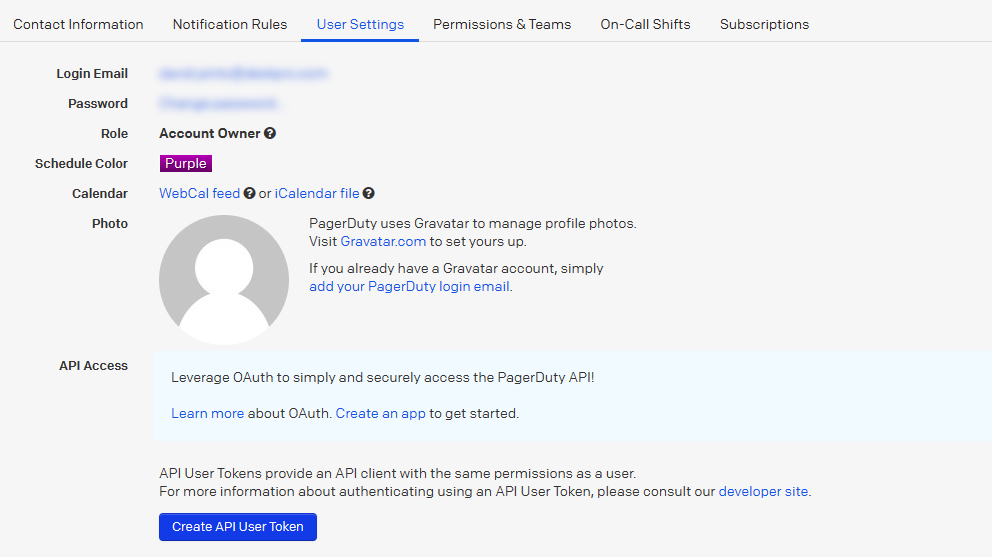 Contact Information Notification Rules User Settings Permissions & Teams On-Call Shifts Subscriptions
Login Email
Password
Role Account Owner
Schedule Color Purple
Calendar WebCal feed or iCalendar file
Photo PagerDuty uses Gravatar to manage profile photos.
Visit Gravatar.com to set yours up.
If you already have a Gravatar account, simply
add your PagerDuty login email.
API Access
Leverage OAuth to simply and securely access the PagerDuty API!
Learn more about OAuth. Create an app to get started.
API User Tokens provide an API client with the same permissions as a user.
For more information about authenticating using an API User Token, please consult our developer site.
Create API User Token